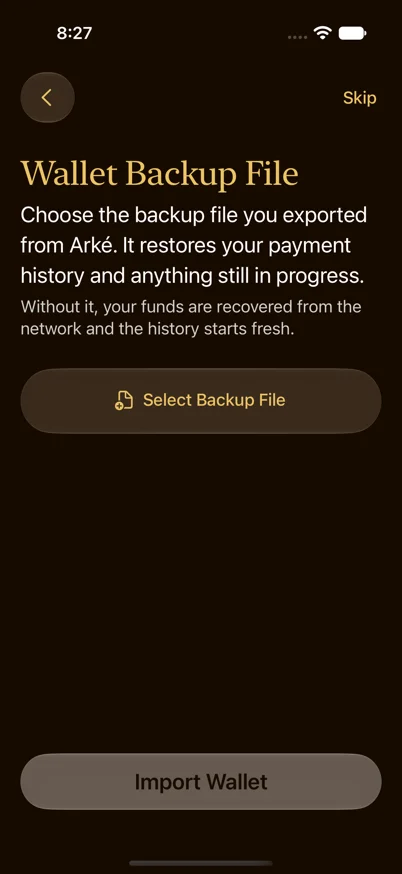 8:27
Skip
Wallet Backup File
Choose the backup file you exported
from Arké. It restores your payment
history and anything still in progress.
Without it, your funds are recovered from the
network and the history starts fresh.
Select Backup File
Import Wallet